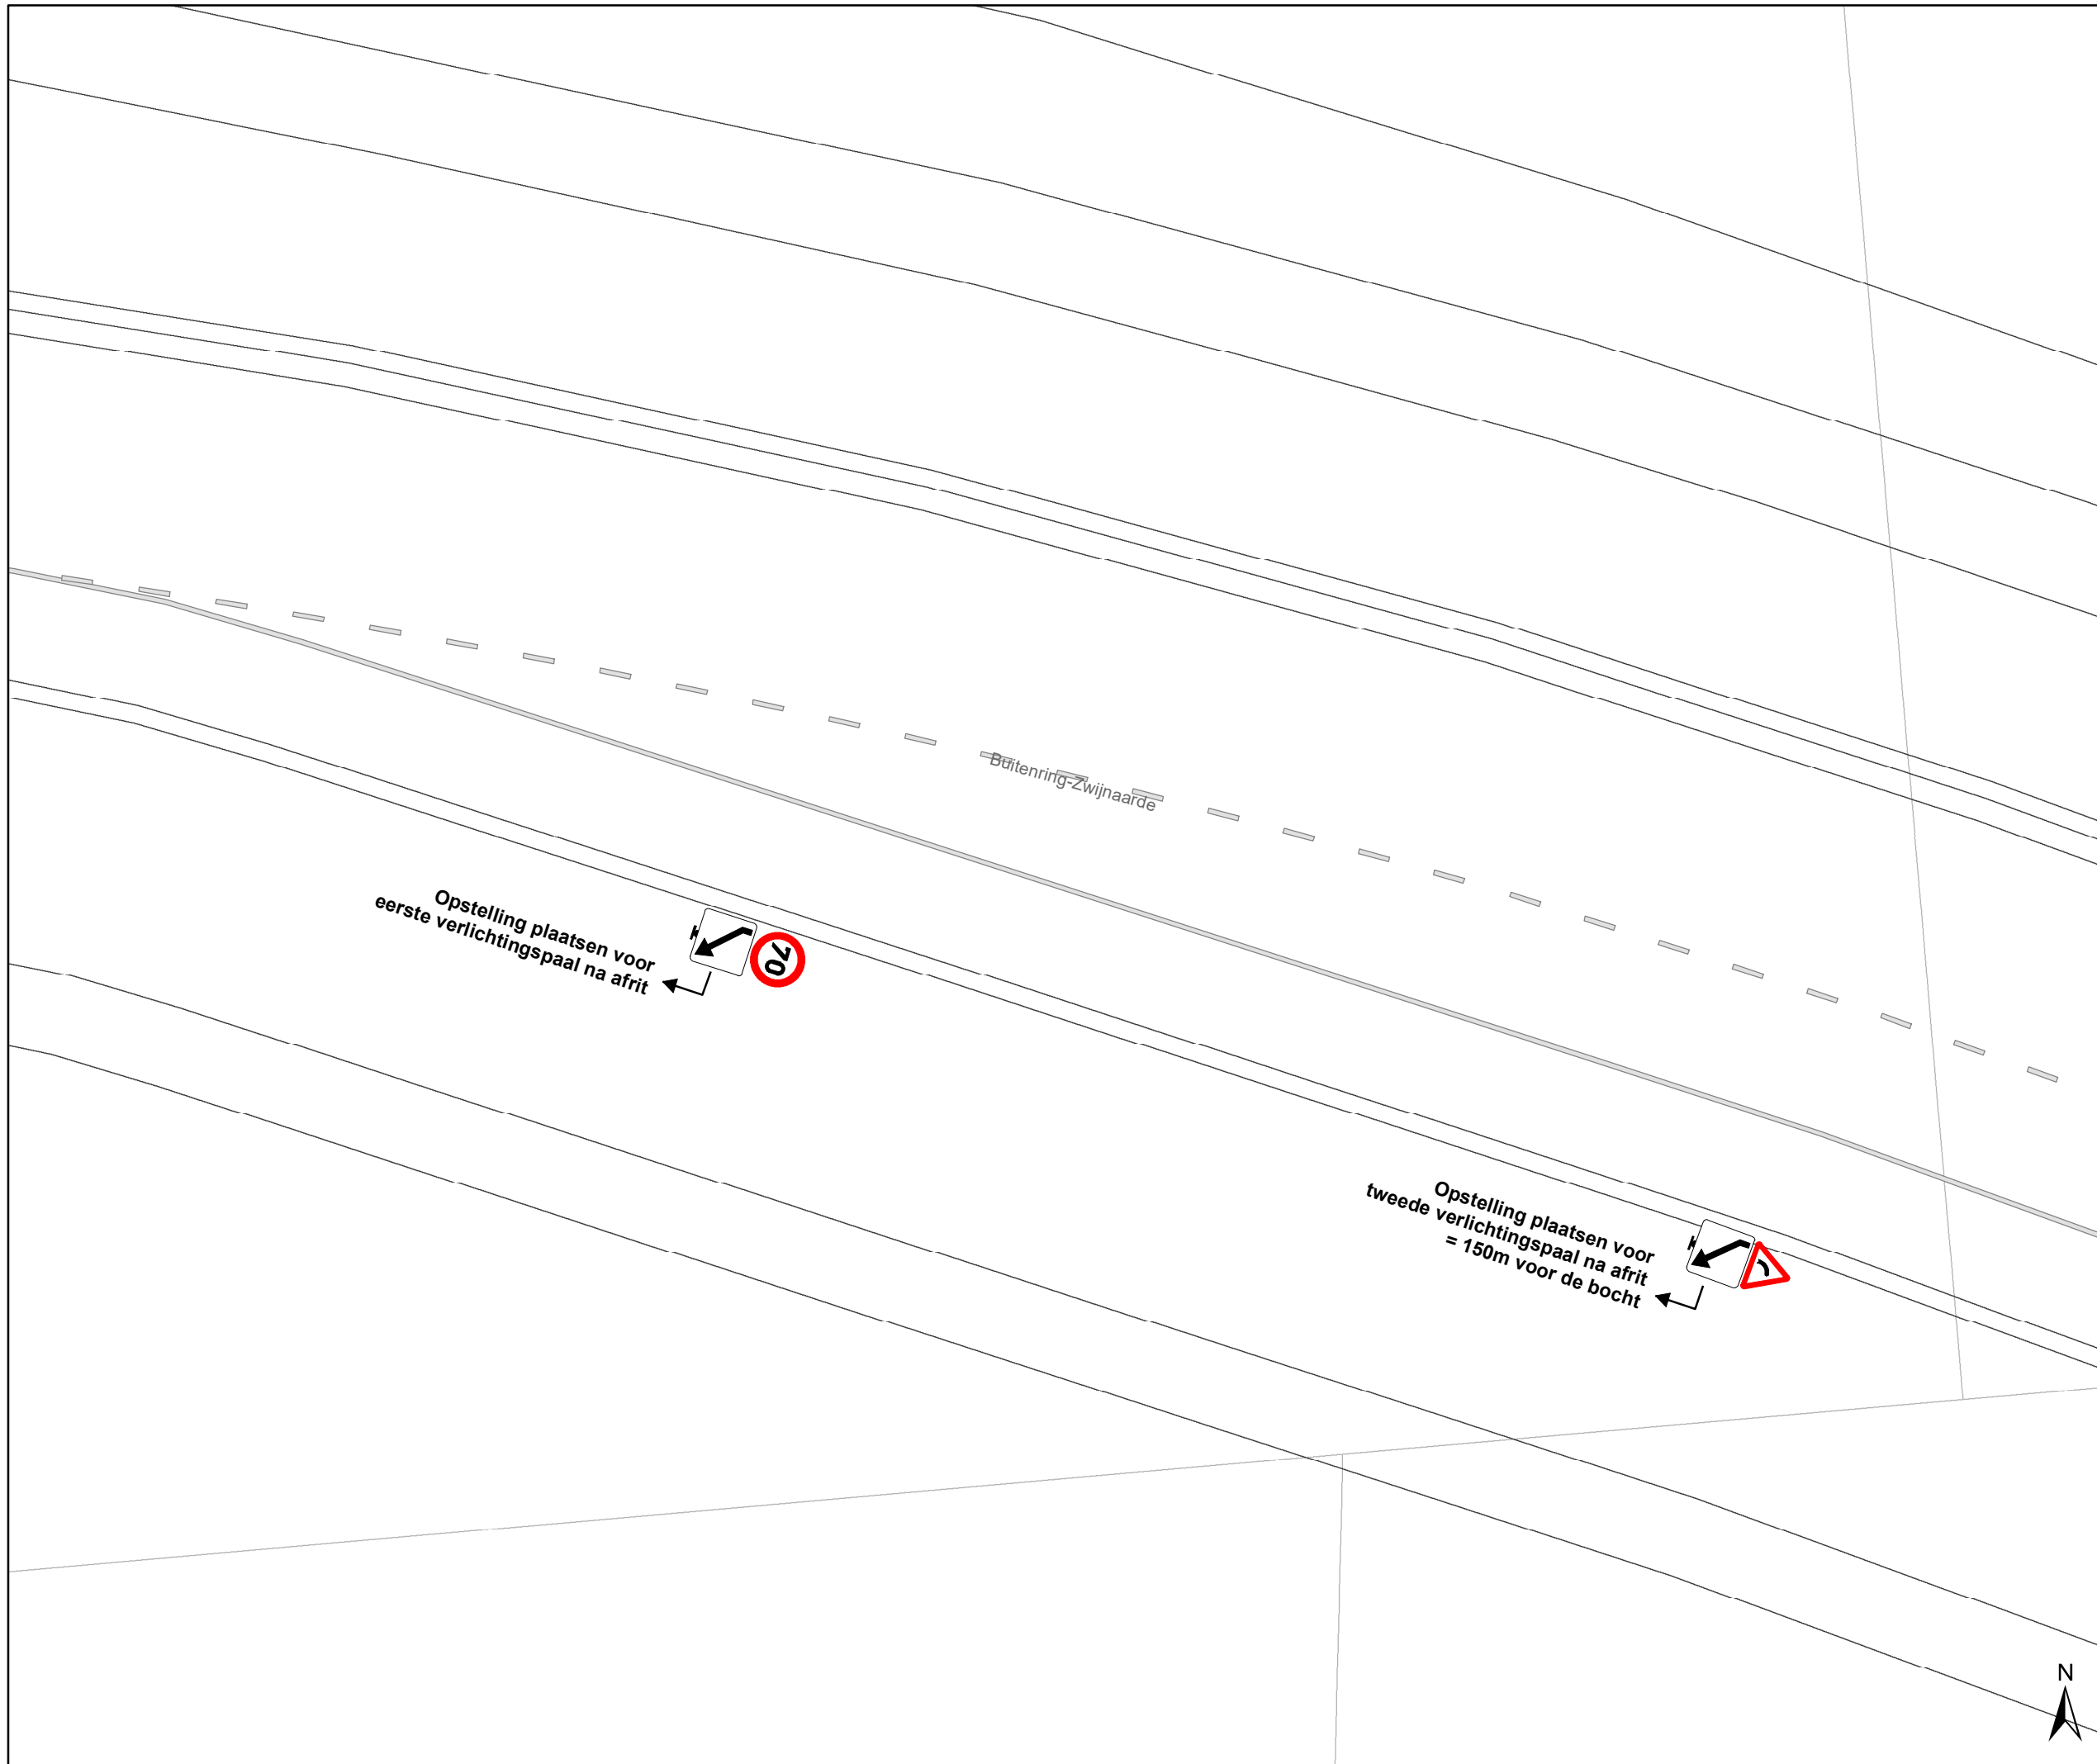 Buitenring-Zwijnaarde
Opstelling plaatsen voor
eerste verlichtingspaal na afrit
70
Opstelling plaatsen voor
tweede verlichtingspaal na afrit
= 150m voor de bocht
N